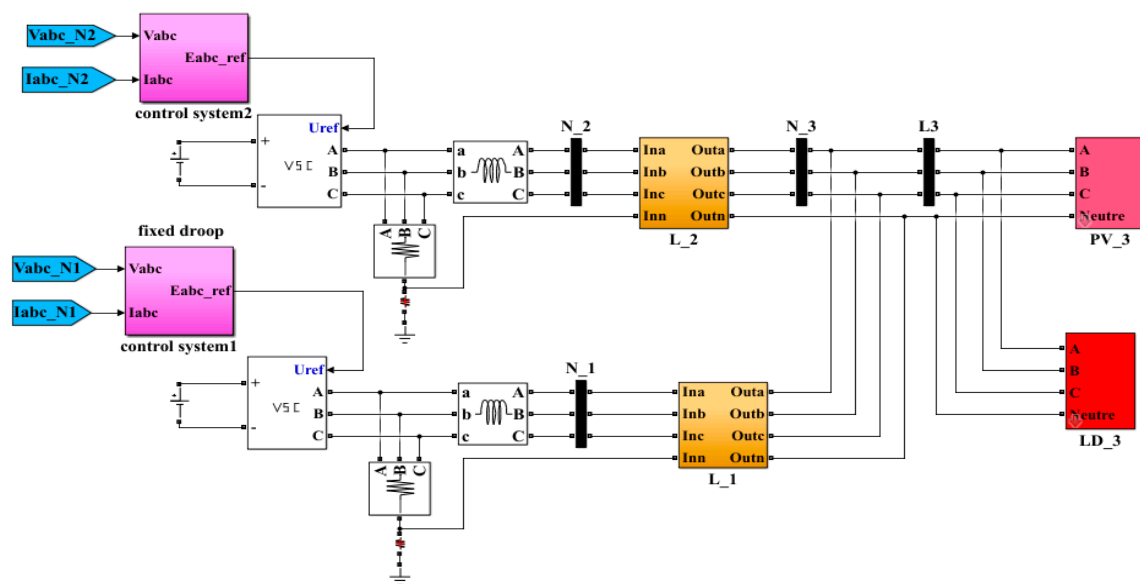 Vabc_N2
Iabc_N2
Vabc
Eabc_ref
Iabc
control system2
Uref
+
-
VSC
A
B
C
a
b
c
A
B
C
A B C
N_2
Ina
Inb
Inc
Inn
Outa
Outb
Outc
Outn
L_2
N_3
L3
A
B
C
Neutre
PV_3
fixed droop
Vabc_N1
Iabc_N1
Vabc
Eabc_ref
Iabc
control system1
Uref
+
-
VSC
A
B
C
a
b
c
A
B
C
A B C
N_1
Ina
Inb
Inc
Inn
Outa
Outb
Outc
Outn
L_1
A
B
C
Neutre
LD_3